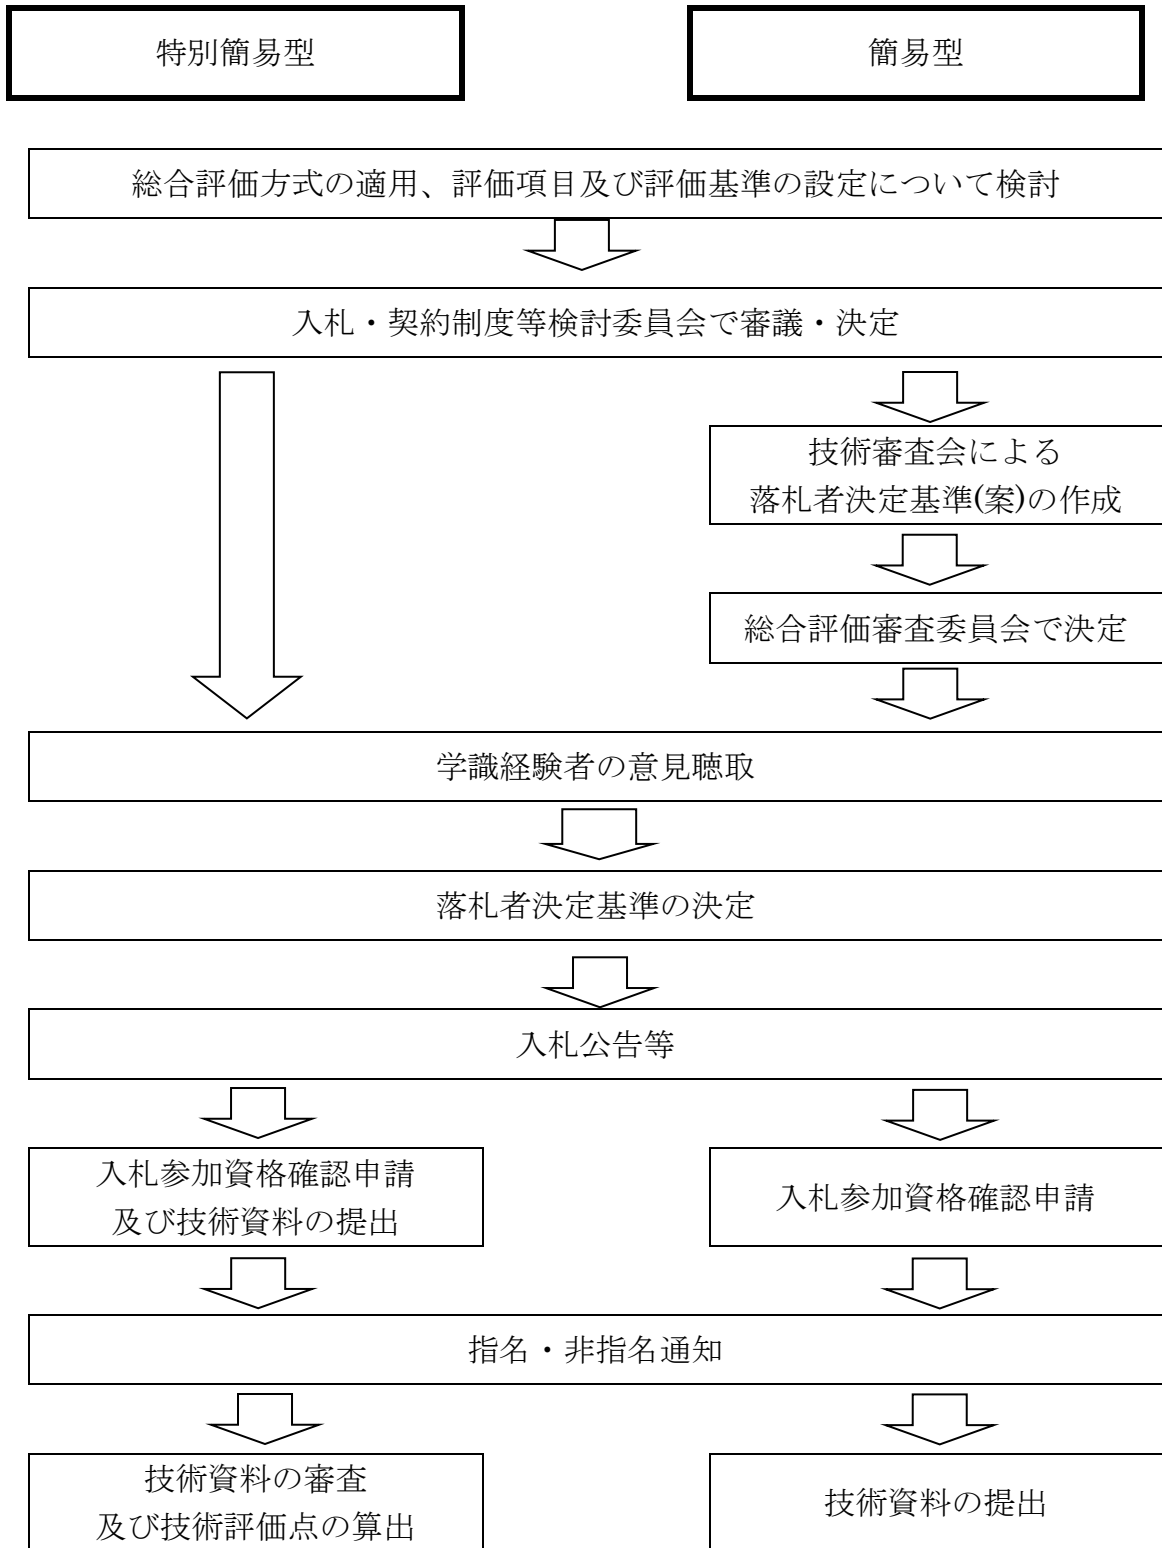 特別簡易型
簡易型
総合評価方式の適用、評価項目及び評価基準の設定について検討
入札・契約制度等検討委員会で審議・決定
技術審査会による
落札者決定基準(案)の作成
総合評価審査委員会で決定
学識経験者の意見聴取
落札者決定基準の決定
入札公告等
入札参加資格確認申請
及び技術資料の提出
入札参加資格確認申請
指名・非指名通知
技術資料の審査
及び技術評価点の算出
技術資料の提出